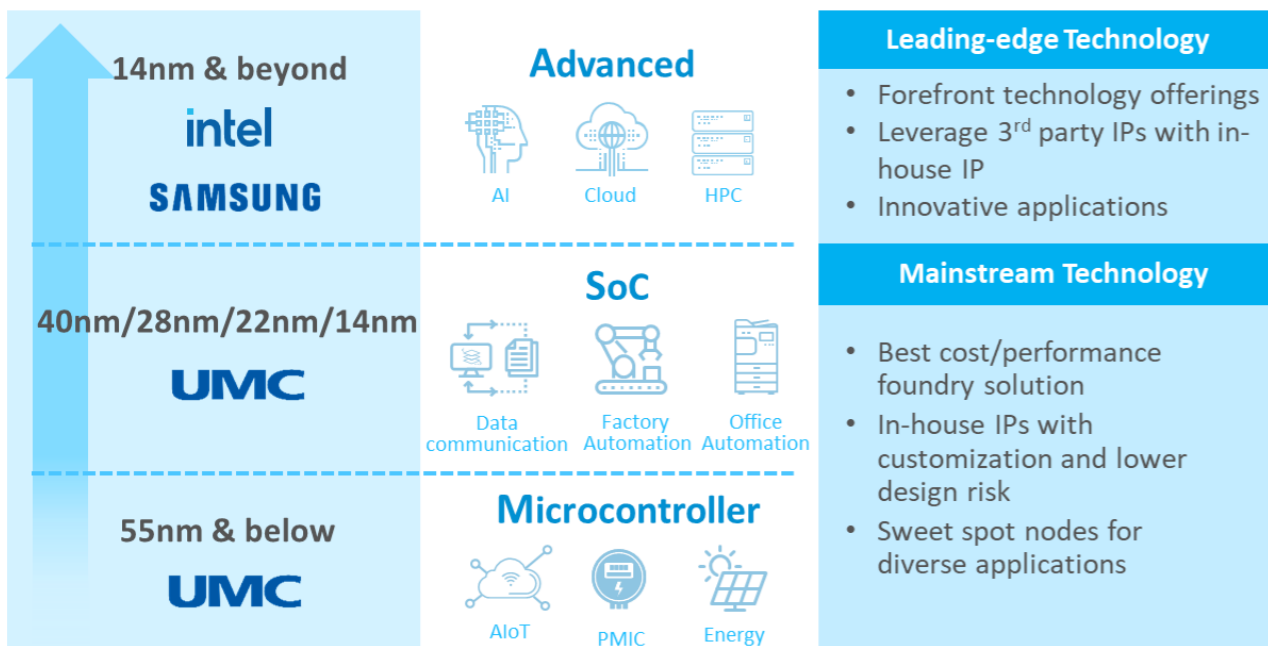 14nm & beyond
intel
SAMSUNG
Advanced
AI
Cloud
HPC
Leading-edge Technology
• Forefront technology offerings
• Leverage 3rd party IPs with in-
house IP
• Innovative applications
40nm/28nm/22nm/14nm
UMC
SoC
Data
communication
Factory
Automation
Office
Automation
Mainstream Technology
• Best cost/performance
foundry solution
• In-house IPs with
customization and lower
design risk
• Sweet spot nodes for
diverse applications
55nm & below
UMC
Microcontroller
AIoT
PMIC
Energy